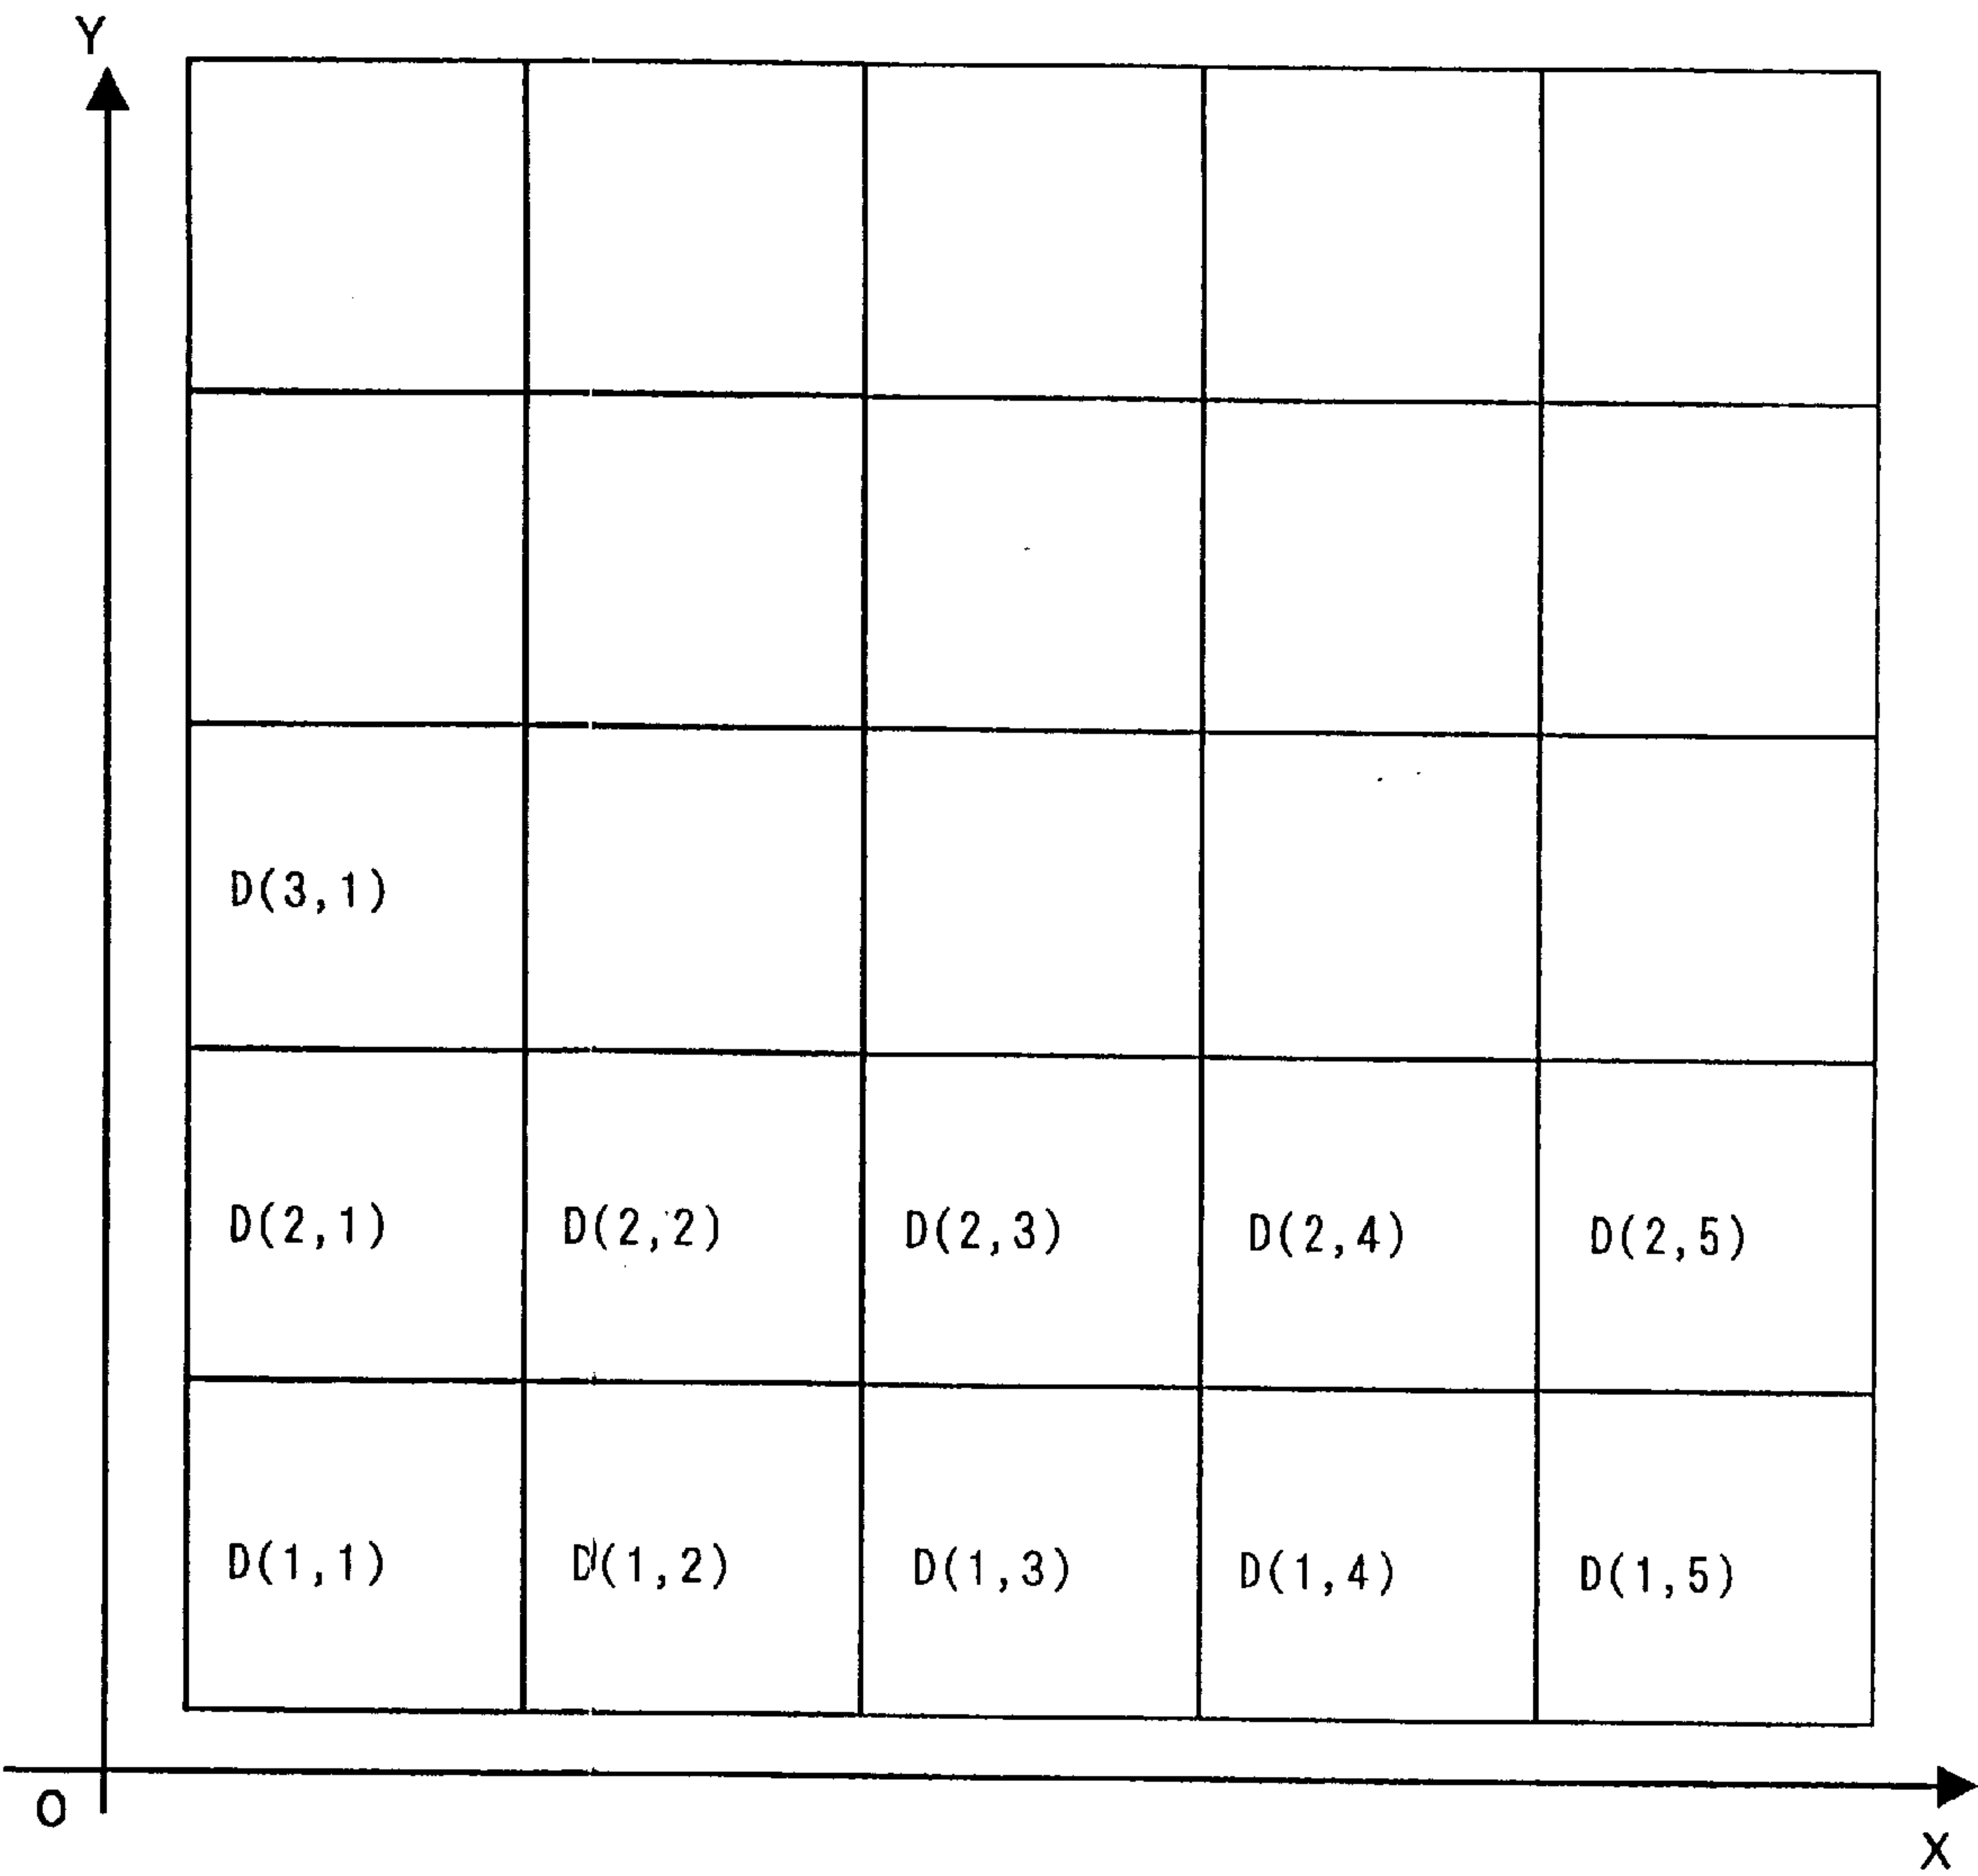 Y
D(3,1)
D(2,1) D(2,2) D(2,3) D(2,4) D(2,5)
D(1,1) D(1,2) D(1,3) D(1,4) D(1,5)
O
X